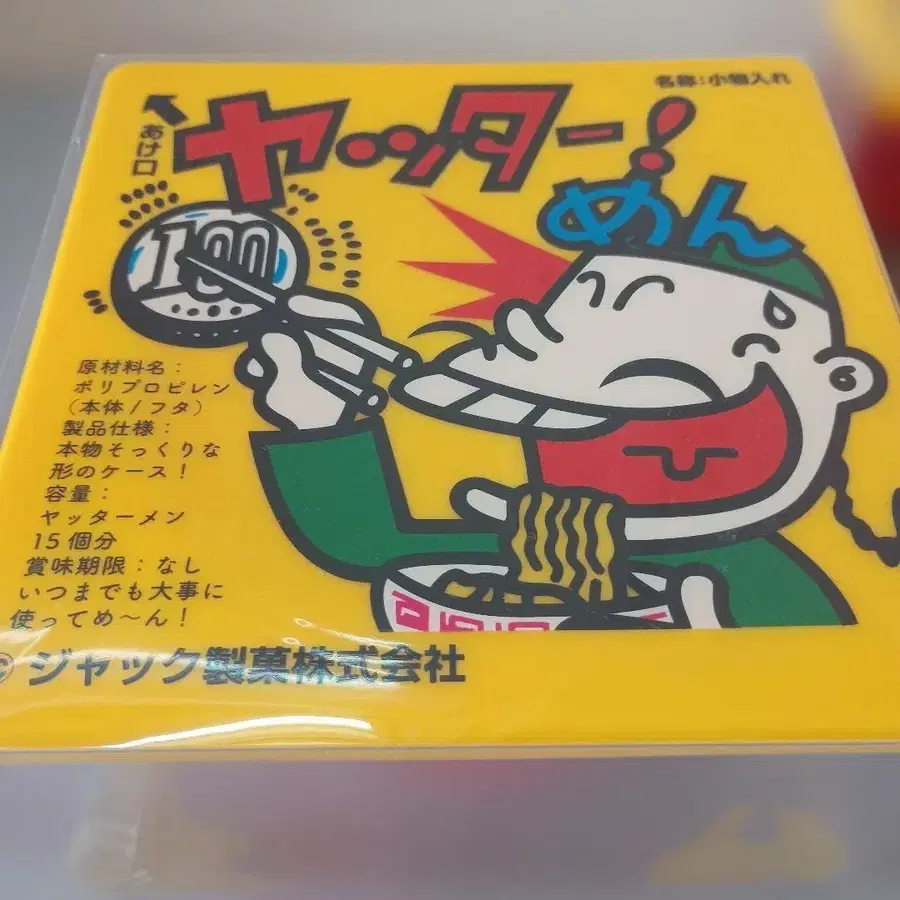 名称:小物入れ
あけ口
ヤッター!
めん
100
原材料名:
ポリプロピレン
(本体/フタ)
製品仕様:
本物そっくりな
形のケース!
容量:
ヤッターメン
15個分
賞味期限:なし
いつまでも大事に
使ってめ〜ん!
© ジャック製菓株式会社